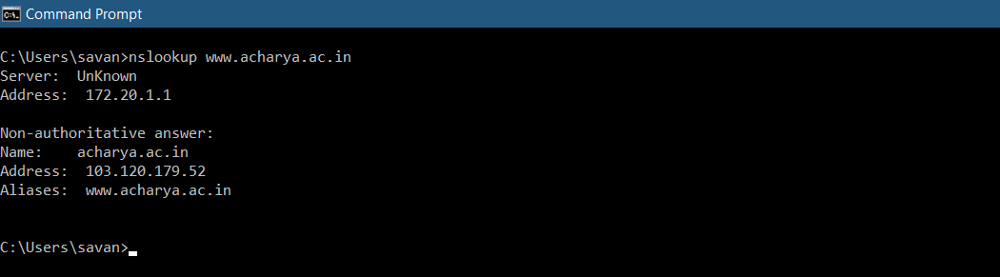 Command Prompt
C:\Users\savan>nslookup www.acharya.ac.in
Server:  UnKnown
Address:  172.20.1.1
Non-authoritative answer:
Name:    acharya.ac.in
Address:  103.120.179.52
Aliases:  www.acharya.ac.in
C:\Users\savan>